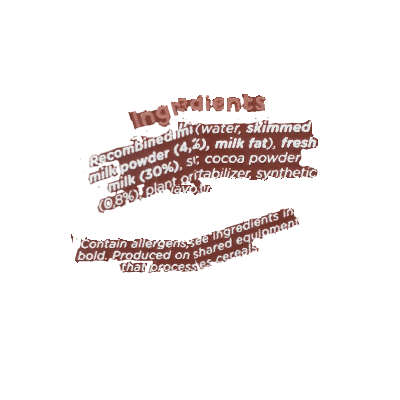 Ingredients
Recombined (water, skimmed
milk powder (4,2), milk fat), fresh
milk (30%), cocoa powder
(0,8%), plant stabilizer, synthetic
Contain allergens, see ingredients in
bold. Produced on shared equipment
that processes cereals